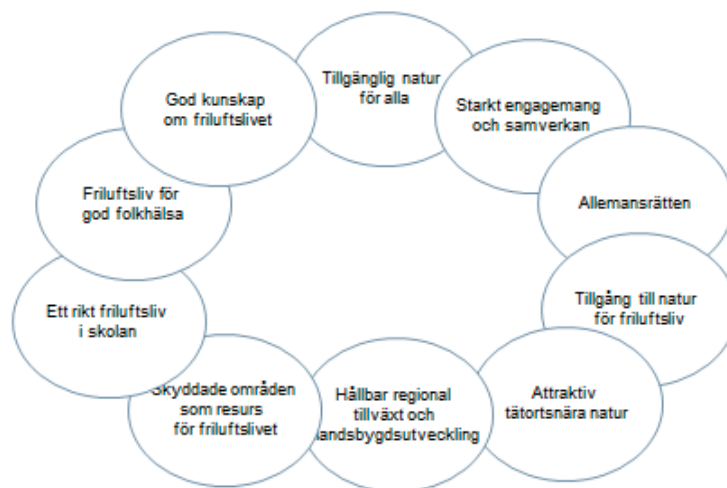 Tillgänglig natur
för alla
Starkt engagemang
och samverkan
Allemansrätten
Tillgång till natur
för friluftsliv
Attraktiv
tätortsnära natur
Hållbar regional
tillväxt och
landsbygdsutveckling
Skyddade områden
som resurs
för friluftslivet
Ett rikt friluftsliv
i skolan
Friluftsliv för
god folkhälsa
God kunskap
om friluftslivet